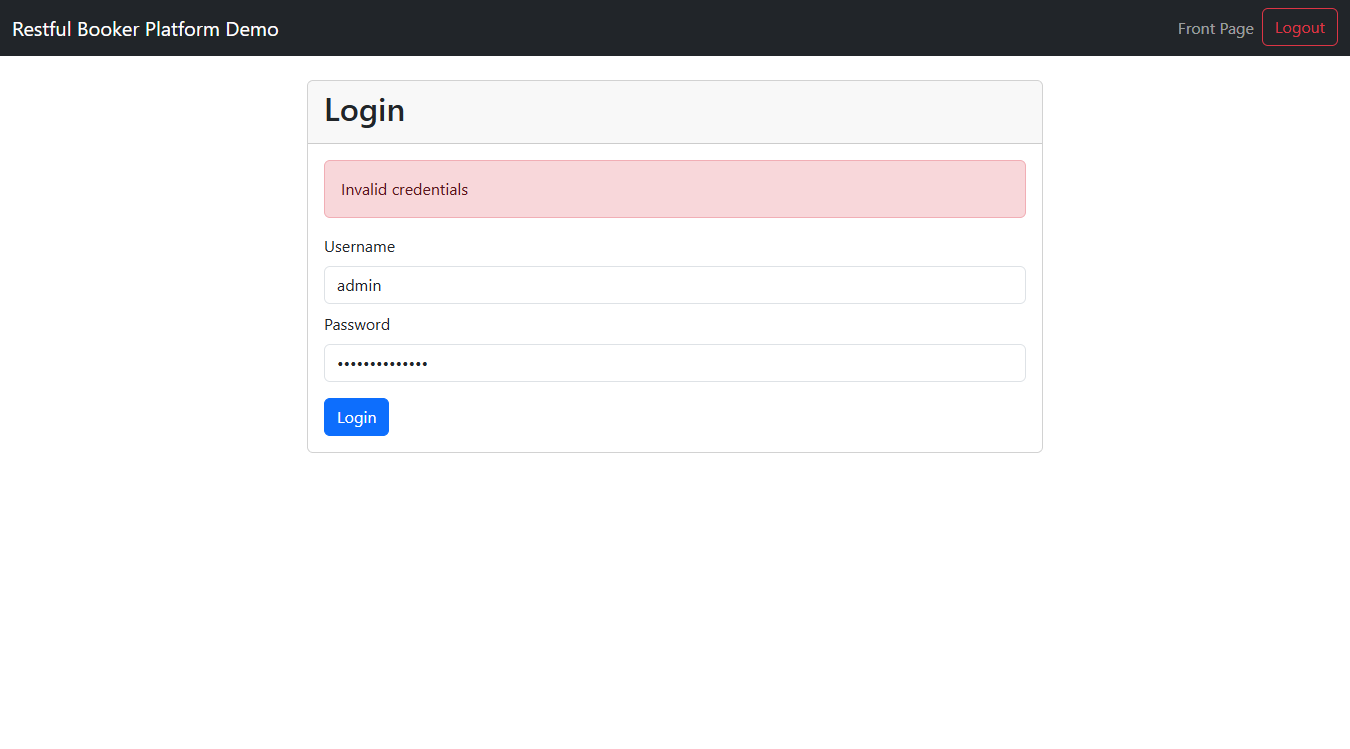 Restful Booker Platform Demo
Front Page
Logout
Login
Invalid credentials
Username
admin
Password
••••••••••••••
Login